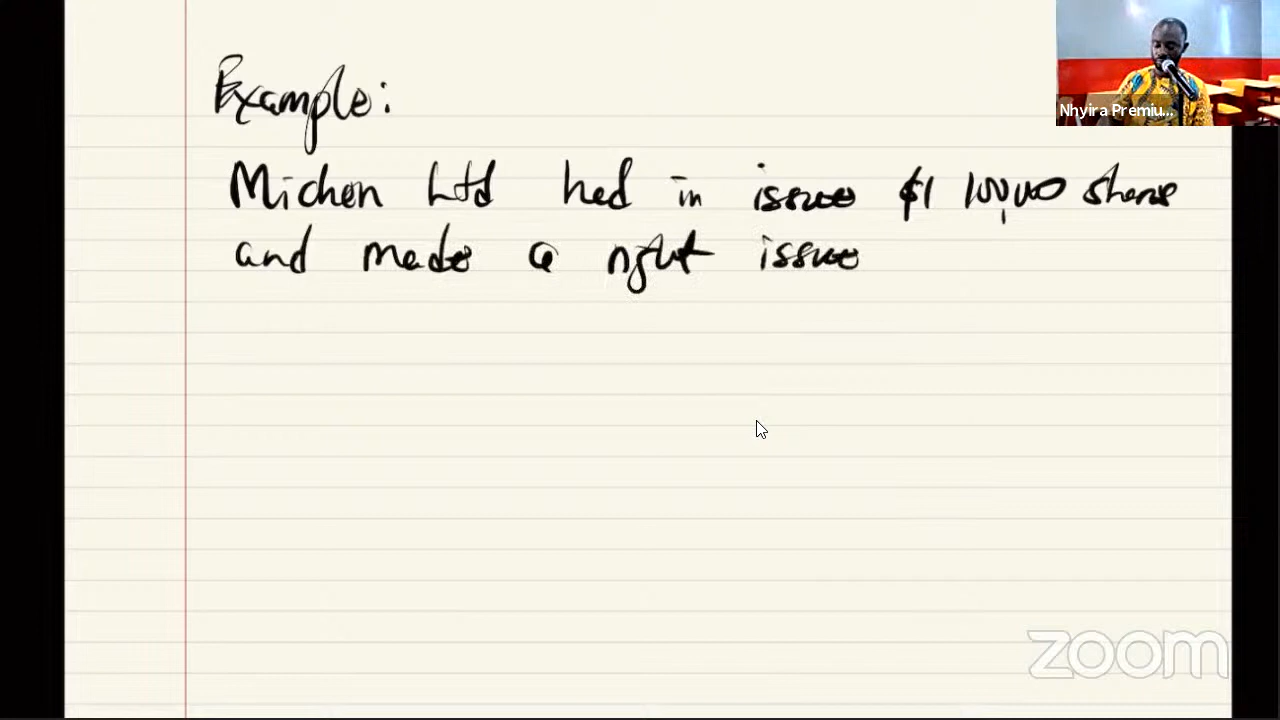 Nhyira Premiu...
Example:
Michen Ltd had in issue $1 100,000 shares
and made a right issue
zoom